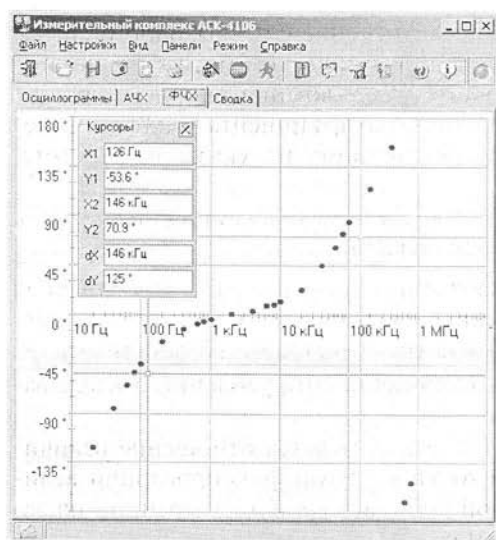 Измерительный комплекс АСК-4106
Файл Настройки Вид Панели Режим Справка
Осциллограммы АЧХ ФЧХ Сводка
180 °
135 °
90 °
45 °
0 °
-45 °
-90 °
-135 °
Курсоры
X1 126 Гц
Y1 -53.6 °
X2 146 кГц
Y2 70.9 °
dX 146 кГц
dY 125 °
10 Гц 100 Гц 1 кГц 10 кГц 100 кГц 1 МГц